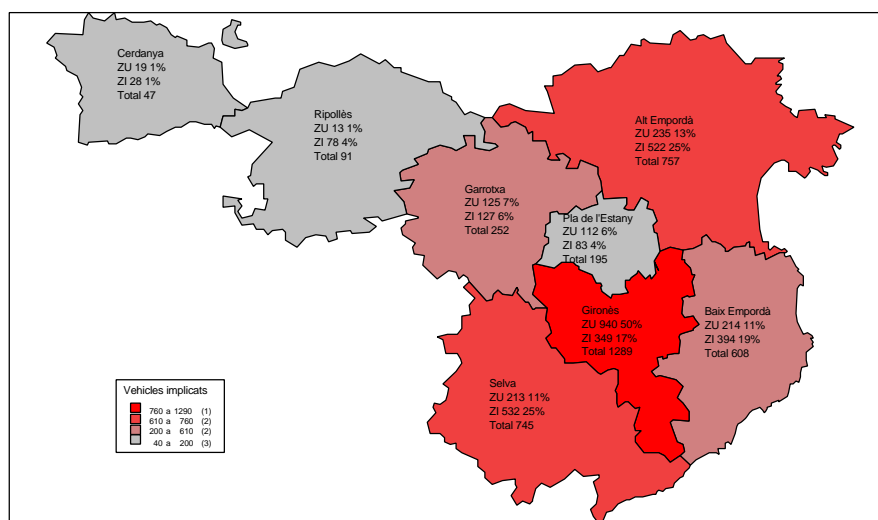 Cerdanya
ZU 19 1%
ZI 28 1%
Total 47
Ripollès
ZU 13 1%
ZI 78 4%
Total 91
Alt Empordà
ZU 235 13%
ZI 522 25%
Total 757
Garrotxa
ZU 125 7%
ZI 127 6%
Total 252
Pla de l'Estany
ZU 112 6%
ZI 83 4%
Total 195
Gironès
ZU 940 50%
ZI 349 17%
Total 1289
Baix Empordà
ZU 214 11%
ZI 394 19%
Total 608
Selva
ZU 213 11%
ZI 532 25%
Total 745
Vehicles implicats
760 a 1290 (1)
610 a 760 (2)
200 a 610 (2)
40 a 200 (3)